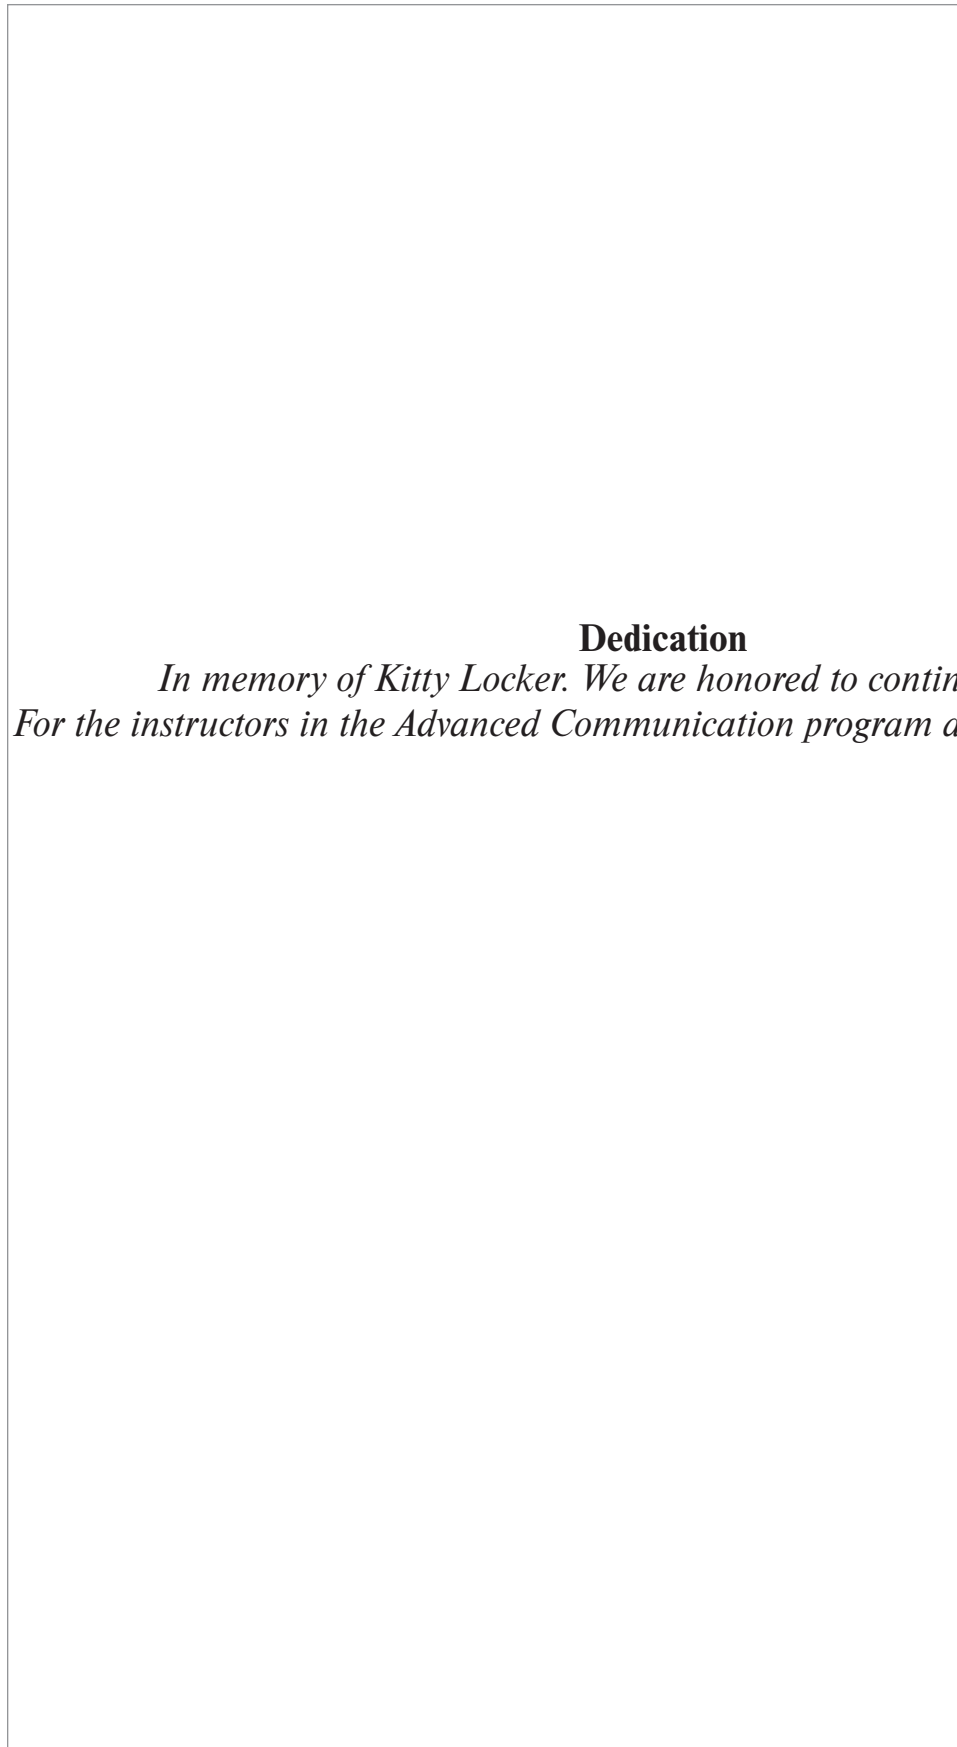 Dedication
In memory of Kitty Locker. We are honored to contin
For the instructors in the Advanced Communication program a